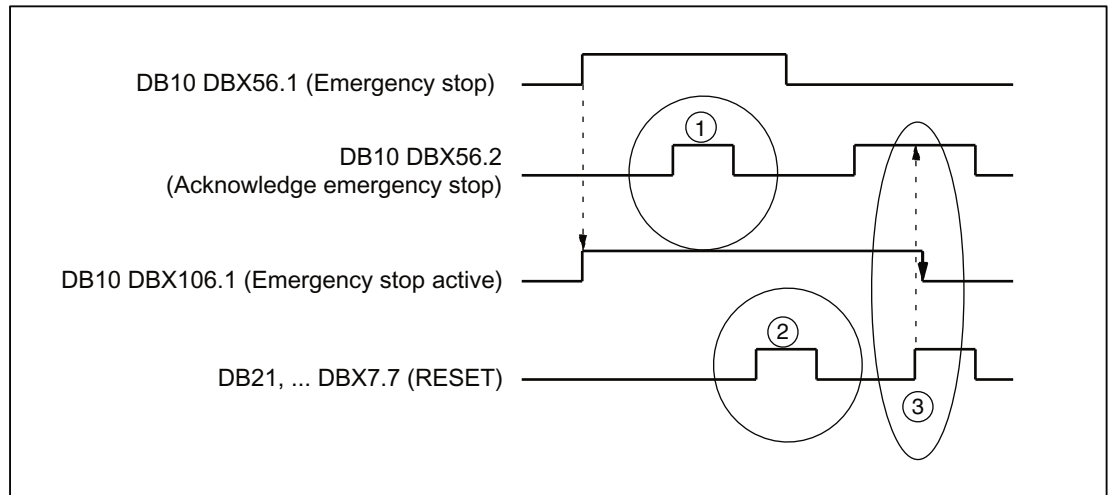 DB10 DBX56.1 (Emergency stop)
①
DB10 DBX56.2
(Acknowledge emergency stop)
DB10 DBX106.1 (Emergency stop active)
②
DB21, ... DBX7.7 (RESET)
③